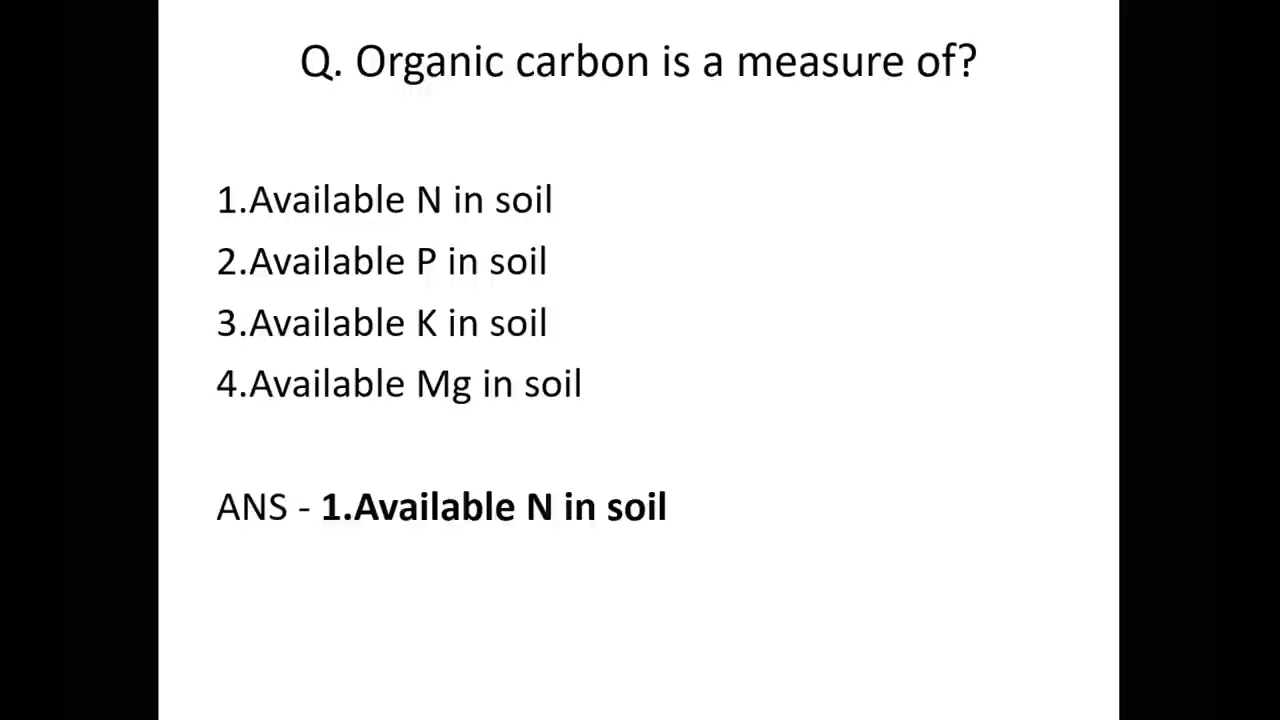 Q. Organic carbon is a measure of?
1.Available N in soil
2.Available P in soil
3.Available K in soil
4.Available Mg in soil
ANS - 1.Available N in soil